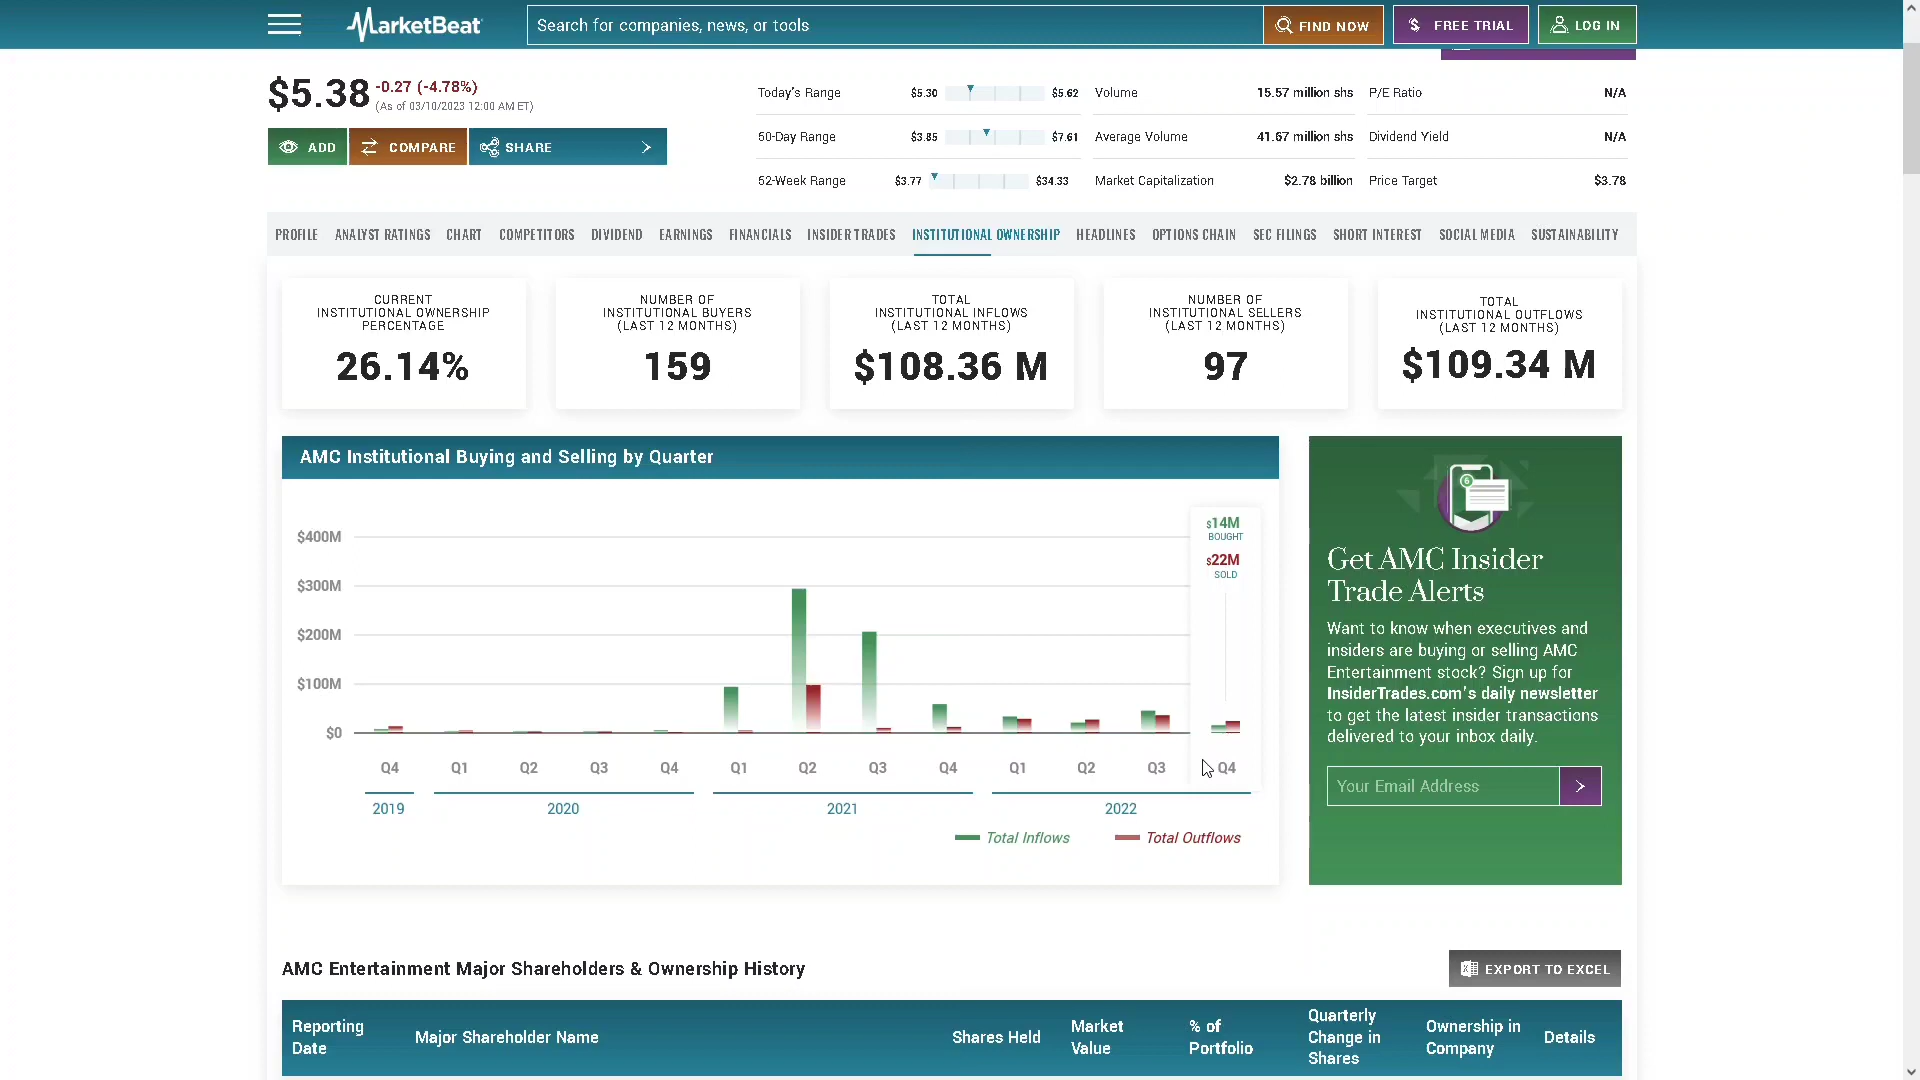 MarketBeat
Search for companies, news, or tools
FIND NOW
FREE TRIAL
LOG IN
$5.38 -0.27 (-4.78%)
(As of 03/10/2023 12:00 AM ET)
ADD
COMPARE
SHARE
Today's Range $5.30 $5.62 Volume 15.57 million shs P/E Ratio N/A
50-Day Range $3.85 $7.61 Average Volume 41.67 million shs Dividend Yield N/A
52-Week Range $3.77 $34.33 Market Capitalization $2.78 billion Price Target $3.78
PROFILE ANALYST RATINGS CHART COMPETITORS DIVIDEND EARNINGS FINANCIALS INSIDER TRADES INSTITUTIONAL OWNERSHIP HEADLINES OPTIONS CHAIN SEC FILINGS SHORT INTEREST SOCIAL MEDIA SUSTAINABILITY
CURRENT
INSTITUTIONAL OWNERSHIP
PERCENTAGE
26.14%
NUMBER OF
INSTITUTIONAL BUYERS
(LAST 12 MONTHS)
159
TOTAL
INSTITUTIONAL INFLOWS
(LAST 12 MONTHS)
$108.36 M
NUMBER OF
INSTITUTIONAL SELLERS
(LAST 12 MONTHS)
97
TOTAL
INSTITUTIONAL OUTFLOWS
(LAST 12 MONTHS)
$109.34 M
AMC Institutional Buying and Selling by Quarter
$14M
BOUGHT
$22M
SOLD
$400M
$300M
$200M
$100M
$0
Q4 Q1 Q2 Q3 Q4 Q1 Q2 Q3 Q4 Q1 Q2 Q3 Q4
2019 2020 2021 2022
Total Inflows Total Outflows
6
Get AMC Insider
Trade Alerts
Want to know when executives and
insiders are buying or selling AMC
Entertainment stock? Sign up for
InsiderTrades.com's daily newsletter
to get the latest insider transactions
delivered to your inbox daily.
Your Email Address
AMC Entertainment Major Shareholders & Ownership History
EXPORT TO EXCEL
Reporting
Date
Major Shareholder Name
Shares Held
Market
Value
% of
Portfolio
Quarterly
Change in
Shares
Ownership in
Company
Details